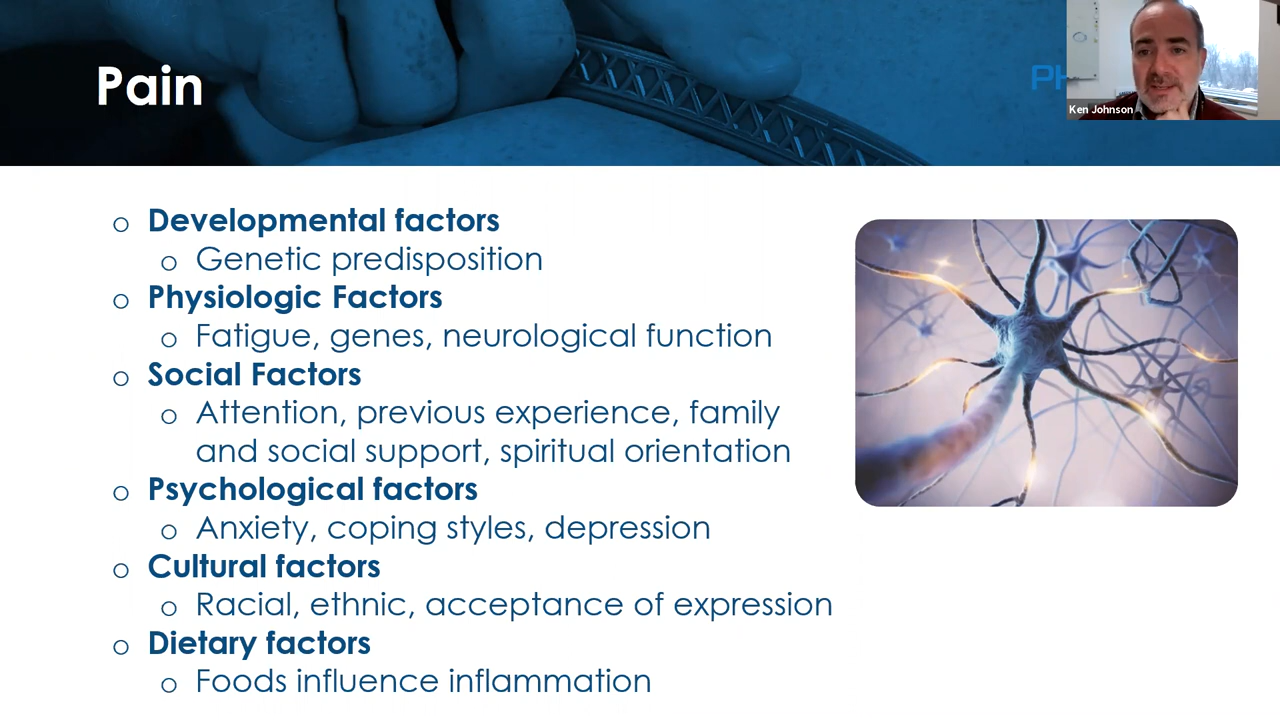 Pain
Ken Johnson
o Developmental factors
o Genetic predisposition
o Physiologic Factors
o Fatigue, genes, neurological function
o Social Factors
o Attention, previous experience, family
and social support, spiritual orientation
o Psychological factors
o Anxiety, coping styles, depression
o Cultural factors
o Racial, ethnic, acceptance of expression
o Dietary factors
o Foods influence inflammation